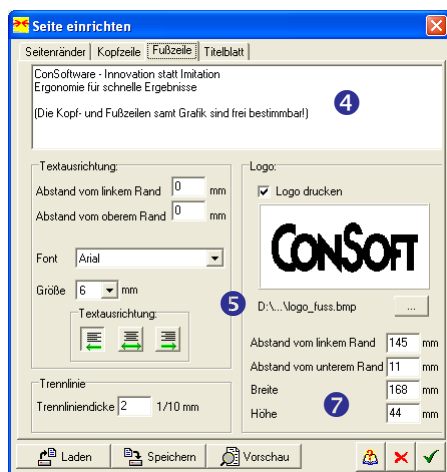 Seite einrichten
Seitenränder Kopfzeile Fußzeile Titelblatt
ConSoftware - Innovation statt Imitation
Ergonomie für schnelle Ergebnisse
(Die Kopf- und Fußzeilen samt Grafik sind frei bestimmbar!)
4
Textausrichtung:
Abstand vom linkem Rand 0 mm
Abstand vom oberem Rand 0 mm
Font Arial
Größe 6 mm
Textausrichtung:
Trennlinie
Trennliniendicke 2 1/10 mm
Logo:
Logo drucken
CONSOFT
5
D:\...\logo_fuss.bmp ...
Abstand vom linkem Rand 145 mm
Abstand vom unterem Rand 11 mm
Breite 168 mm
7
Höhe 44 mm
Laden Speichern Vorschau